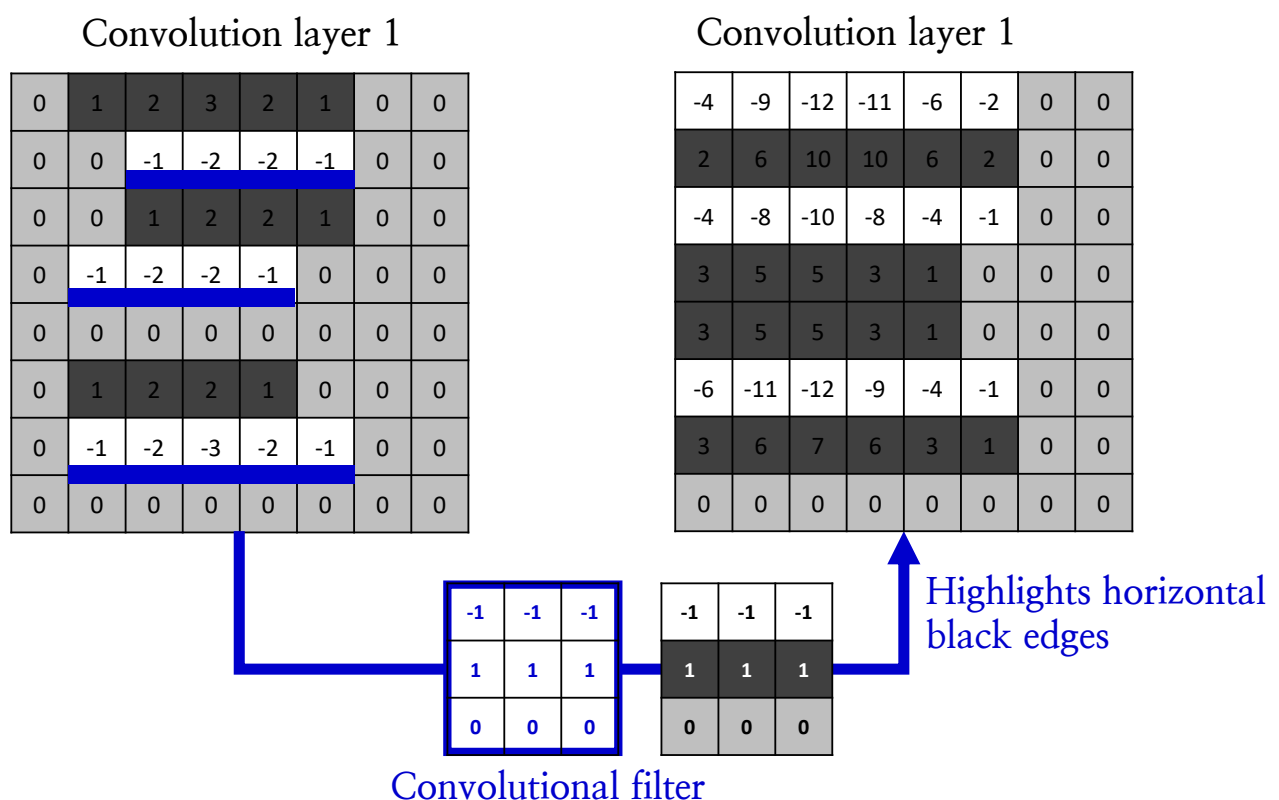 Convolution layer 1
0 1 2 3 2 1 0 0
0 0 -1 -2 -2 -1 0 0
0 0 1 2 2 1 0 0
0 -1 -2 -2 -1 0 0 0
0 0 0 0 0 0 0 0
0 1 2 2 1 0 0 0
0 -1 -2 -3 -2 -1 0 0
0 0 0 0 0 0 0 0
Convolution layer 1
-4 -9 -12 -11 -6 -2 0 0
2 6 10 10 6 2 0 0
-4 -8 -10 -8 -4 -1 0 0
3 5 5 3 1 0 0 0
3 5 5 3 1 0 0 0
-6 -11 -12 -9 -4 -1 0 0
3 6 7 6 3 1 0 0
0 0 0 0 0 0 0 0
-1 -1 -1
1 1 1
0 0 0
Convolutional filter
-1 -1 -1
1 1 1
0 0 0
Highlights horizontal
black edges